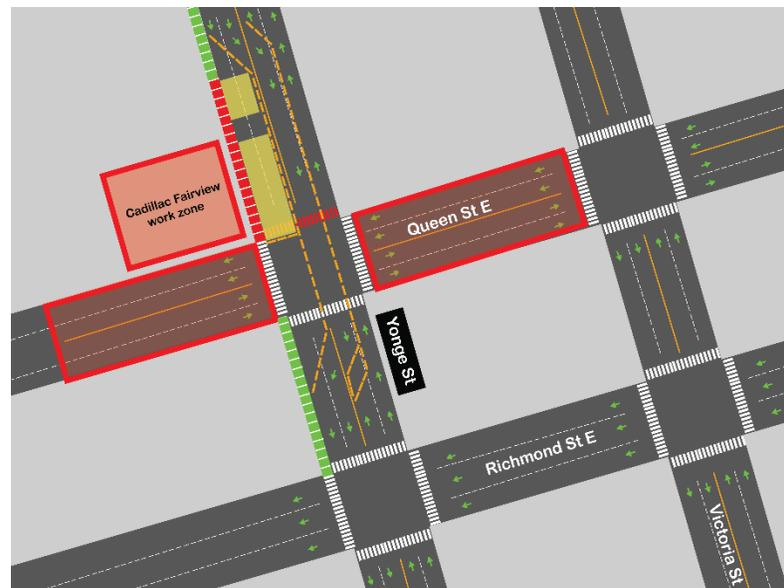 Cadillac Fairview
work zone
Queen St E
Yonge St
Richmond St E
Victoria St